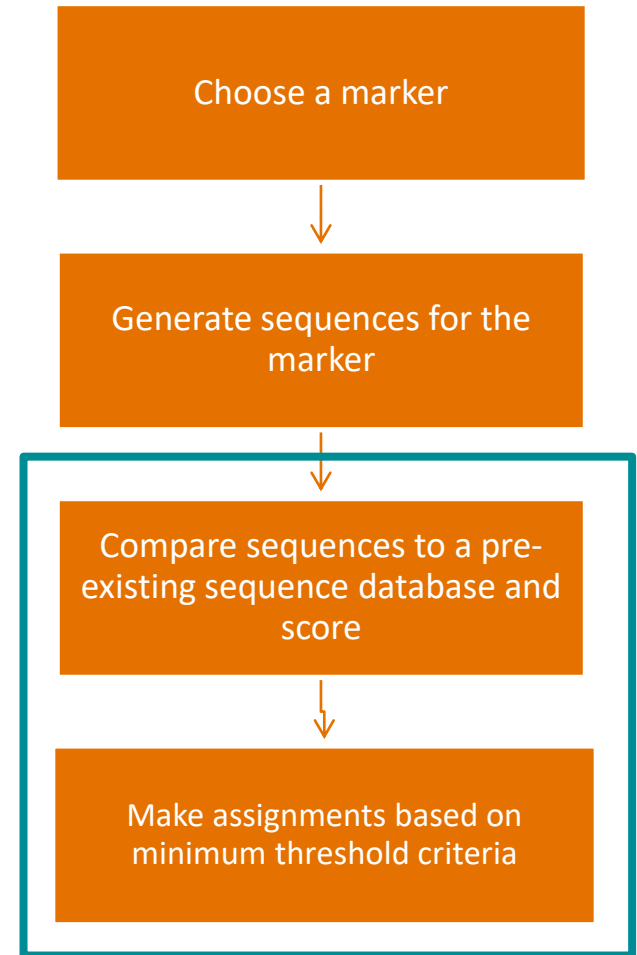 Choose a marker
Generate sequences for the
marker
Compare sequences to a pre-
existing sequence database and
score
Make assignments based on
minimum threshold criteria